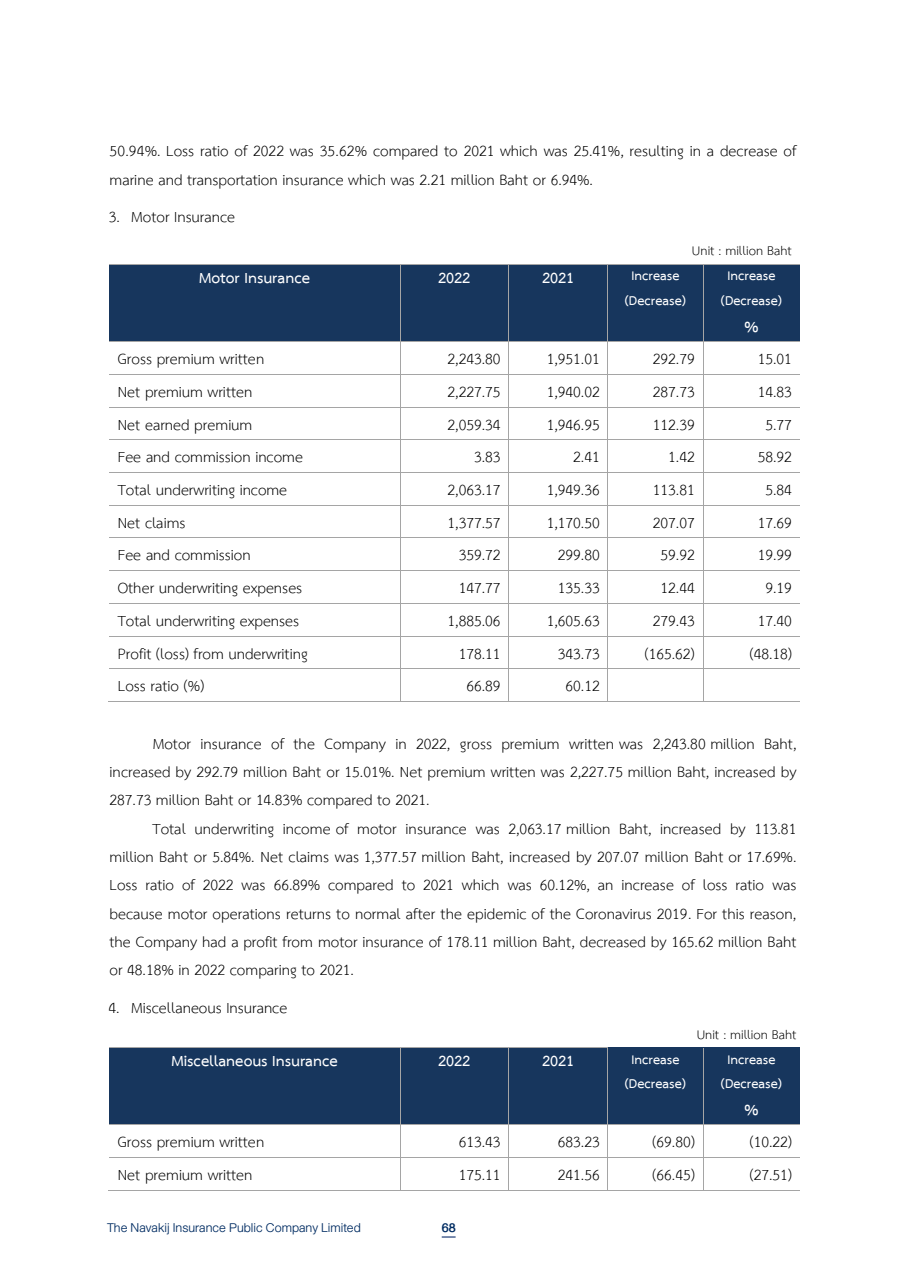 50.94%. Loss ratio of 2022 was 35.62% compared to 2021 which was 25.41%, resulting in a decrease of
marine and transportation insurance which was 2.21 million Baht or 6.94%.
3. Motor Insurance
Unit : million Baht
Motor Insurance 2022 2021 Increase (Decrease) Increase (Decrease) %
Gross premium written 2,243.80 1,951.01 292.79 15.01
Net premium written 2,227.75 1,940.02 287.73 14.83
Net earned premium 2,059.34 1,946.95 112.39 5.77
Fee and commission income 3.83 2.41 1.42 58.92
Total underwriting income 2,063.17 1,949.36 113.81 5.84
Net claims 1,377.57 1,170.50 207.07 17.69
Fee and commission 359.72 299.80 59.92 19.99
Other underwriting expenses 147.77 135.33 12.44 9.19
Total underwriting expenses 1,885.06 1,605.63 279.43 17.40
Profit (loss) from underwriting 178.11 343.73 (165.62) (48.18)
Loss ratio (%) 66.89 60.12
Motor insurance of the Company in 2022, gross premium written was 2,243.80 million Baht,
increased by 292.79 million Baht or 15.01%. Net premium written was 2,227.75 million Baht, increased by
287.73 million Baht or 14.83% compared to 2021.
Total underwriting income of motor insurance was 2,063.17 million Baht, increased by 113.81
million Baht or 5.84%. Net claims was 1,377.57 million Baht, increased by 207.07 million Baht or 17.69%.
Loss ratio of 2022 was 66.89% compared to 2021 which was 60.12%, an increase of loss ratio was
because motor operations returns to normal after the epidemic of the Coronavirus 2019. For this reason,
the Company had a profit from motor insurance of 178.11 million Baht, decreased by 165.62 million Baht
or 48.18% in 2022 comparing to 2021.
4. Miscellaneous Insurance
Unit : million Baht
Miscellaneous Insurance 2022 2021 Increase (Decrease) Increase (Decrease) %
Gross premium written 613.43 683.23 (69.80) (10.22)
Net premium written 175.11 241.56 (66.45) (27.51)
The Navakij Insurance Public Company Limited 68